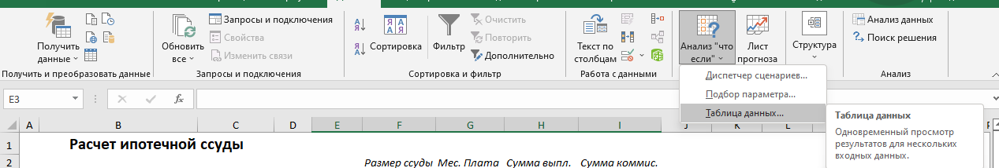 Получить данные
Запросы и подключения
Свойства
Изменить связи
Обновить все
Сортировка
Фильтр
Очистить
Повторить
Дополнительно
Текст по столбцам
Анализ "что если"
Лист прогноза
Структура
Анализ данных
Поиск решения
Получить и преобразовать данные
Запросы и подключения
Сортировка и фильтр
Работа с данными
Анализ
Диспетчер сценариев...
Подбор параметра...
Таблица данных...
Таблица данных
Одновременный просмотр
результатов для нескольких
входных данных.
E3
fx
A B C D E F G H I J K L M
1 Расчет ипотечной ссуды
2 Размер ссуды Мес. Плата Сумма выпл. Сумма коммис.